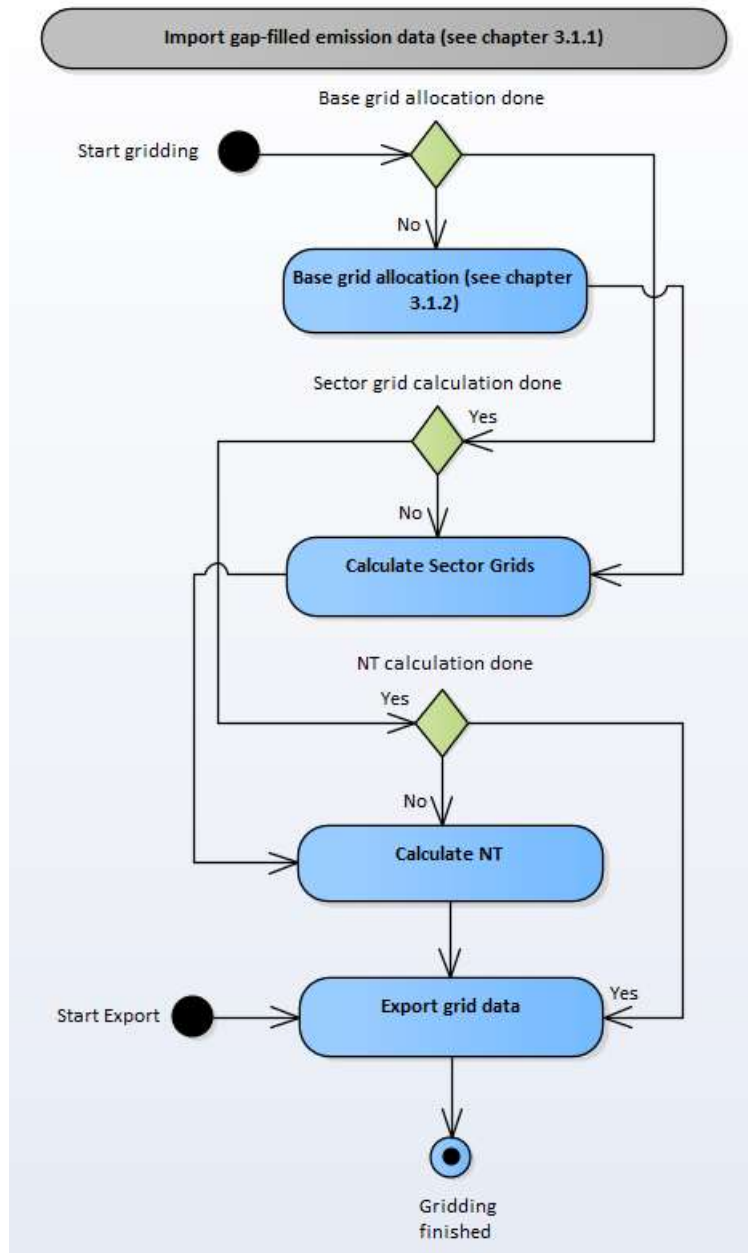 Import gap-filled emission data (see chapter 3.1.1)
Base grid allocation done
Start gridding
No
Base grid allocation (see chapter
3.1.2)
Sector grid calculation done
Yes
No
Calculate Sector Grids
NT calculation done
Yes
No
Calculate NT
Export grid data
Yes
Start Export
Gridding
finished